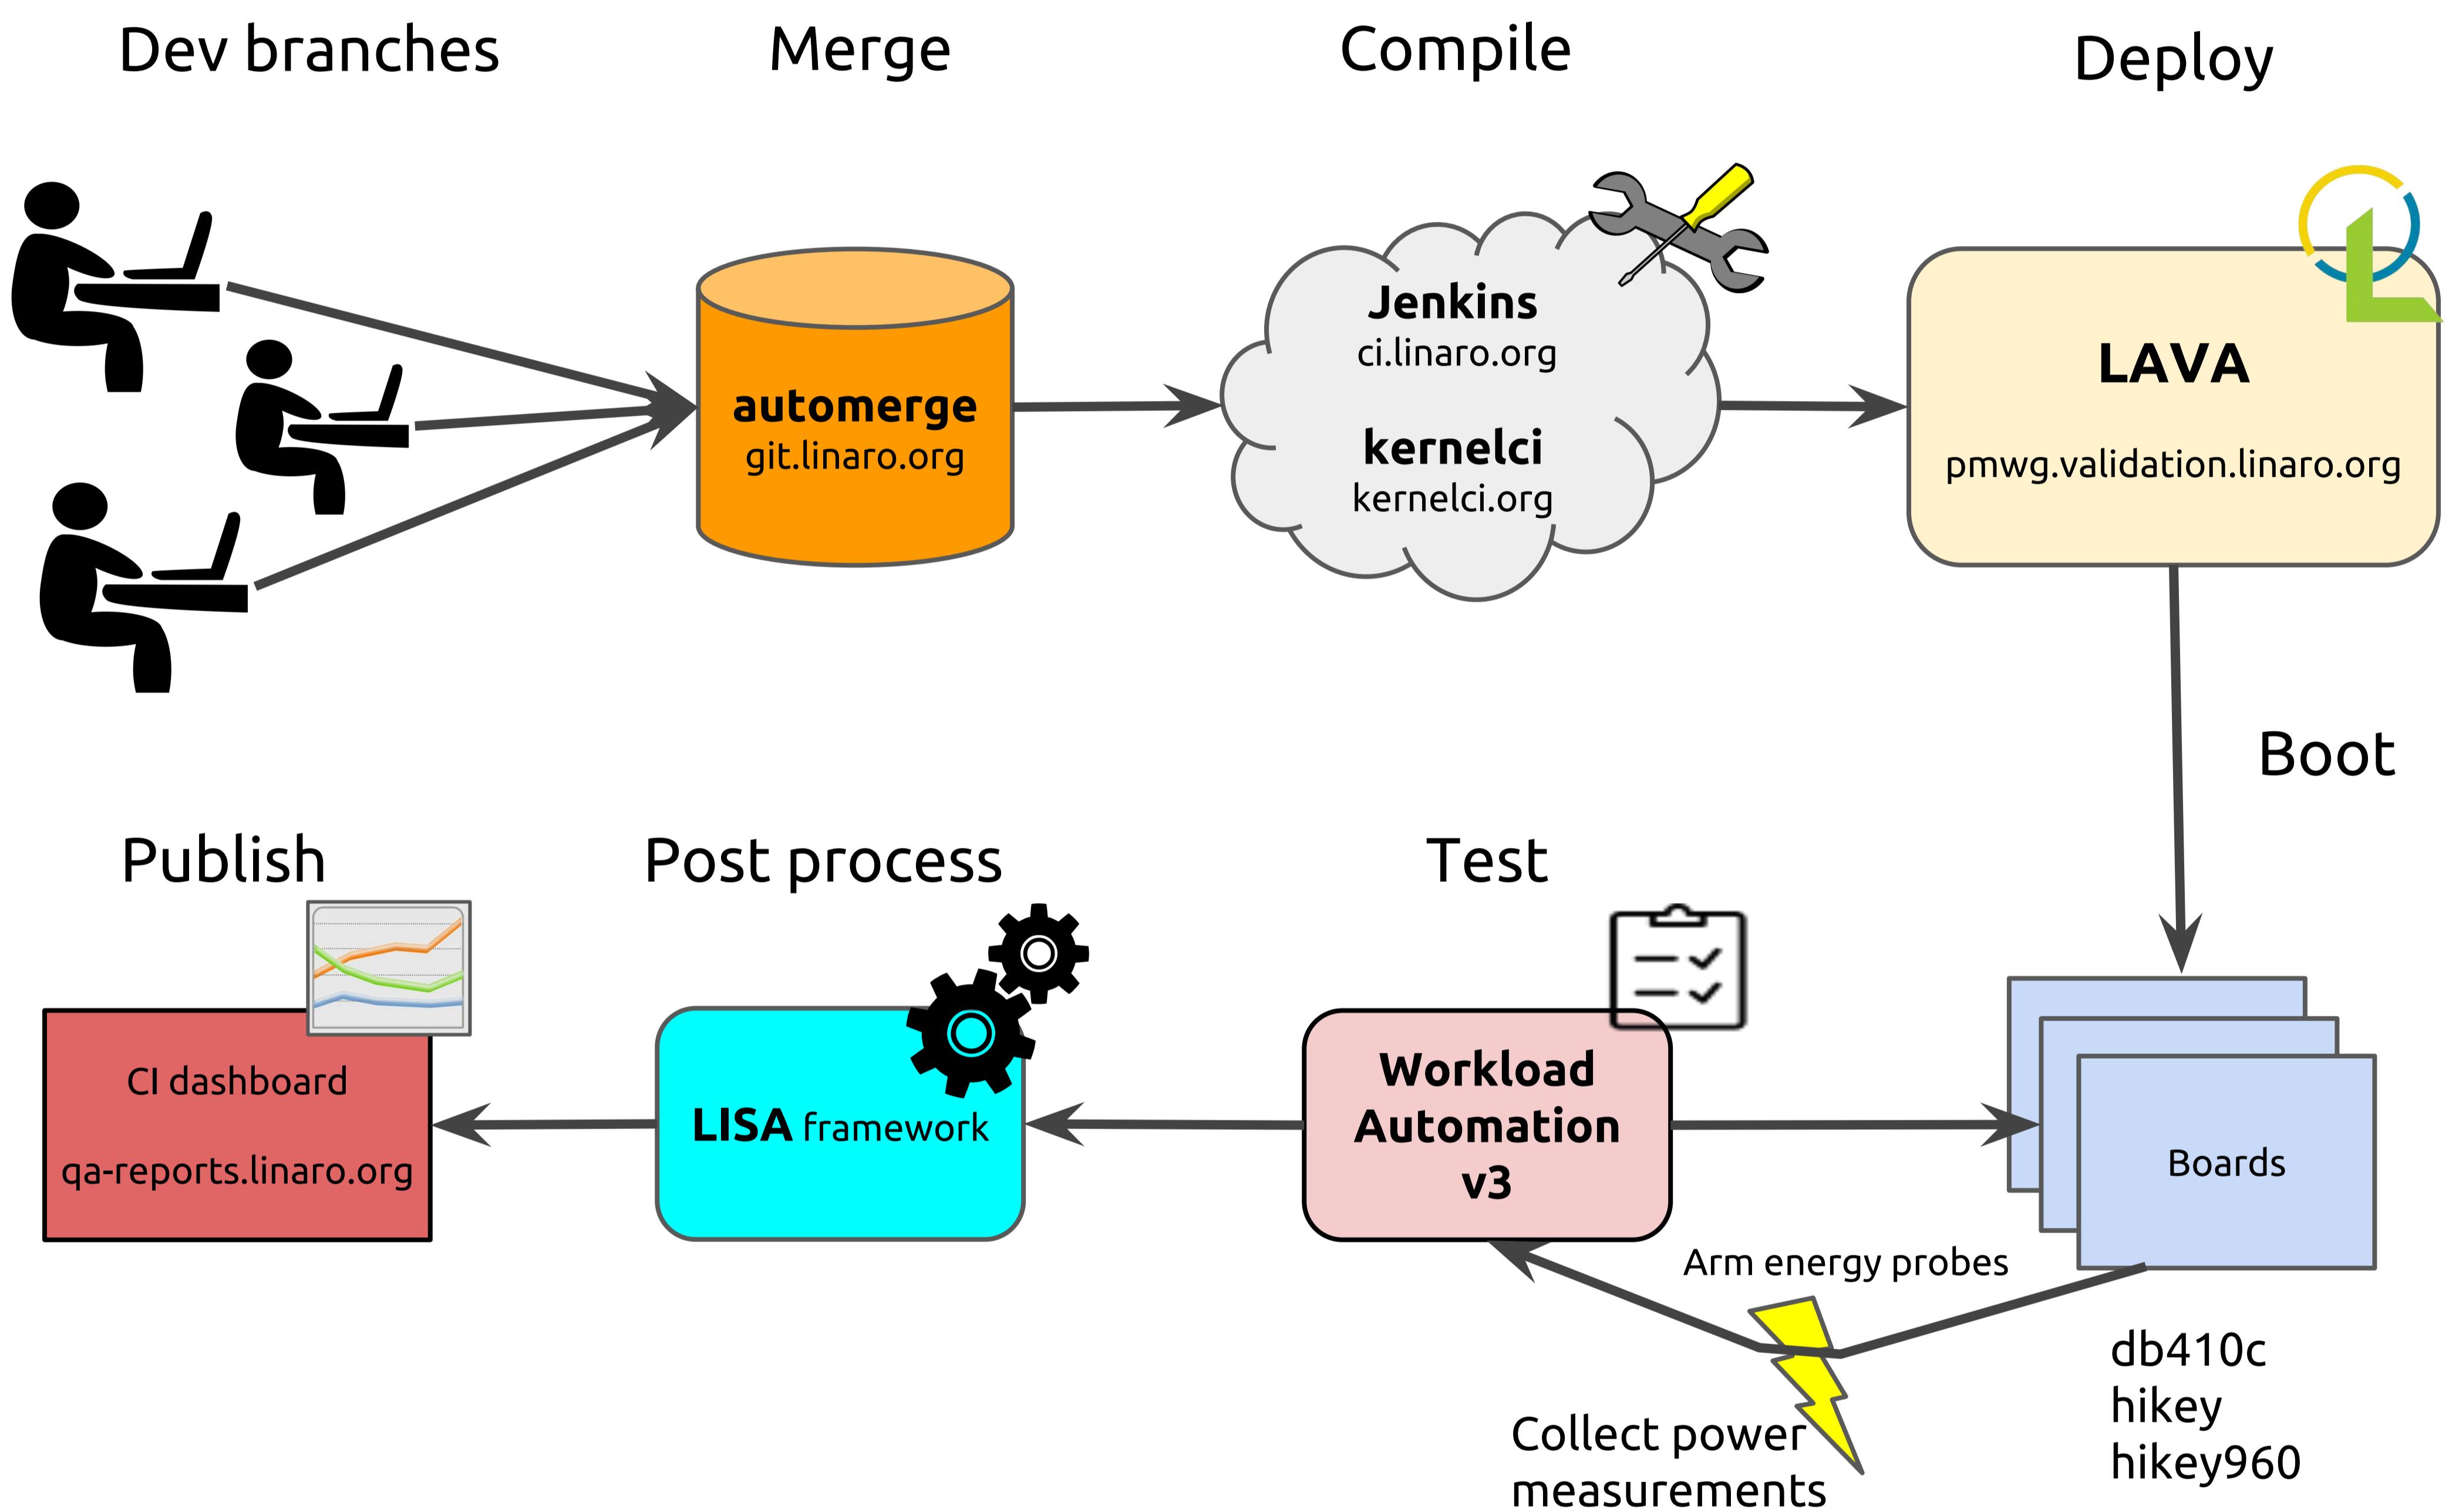 Dev branches
Merge
Compile
Deploy
automerge
git.linaro.org
Jenkins
ci.linaro.org
kernelci
kernelci.org
LAVA
pmwg.validation.linaro.org
Boot
Publish
Post process
Test
CI dashboard
qa-reports.linaro.org
LISA framework
Workload
Automation
v3
Boards
Arm energy probes
Collect power
measurements
db410c
hikey
hikey960